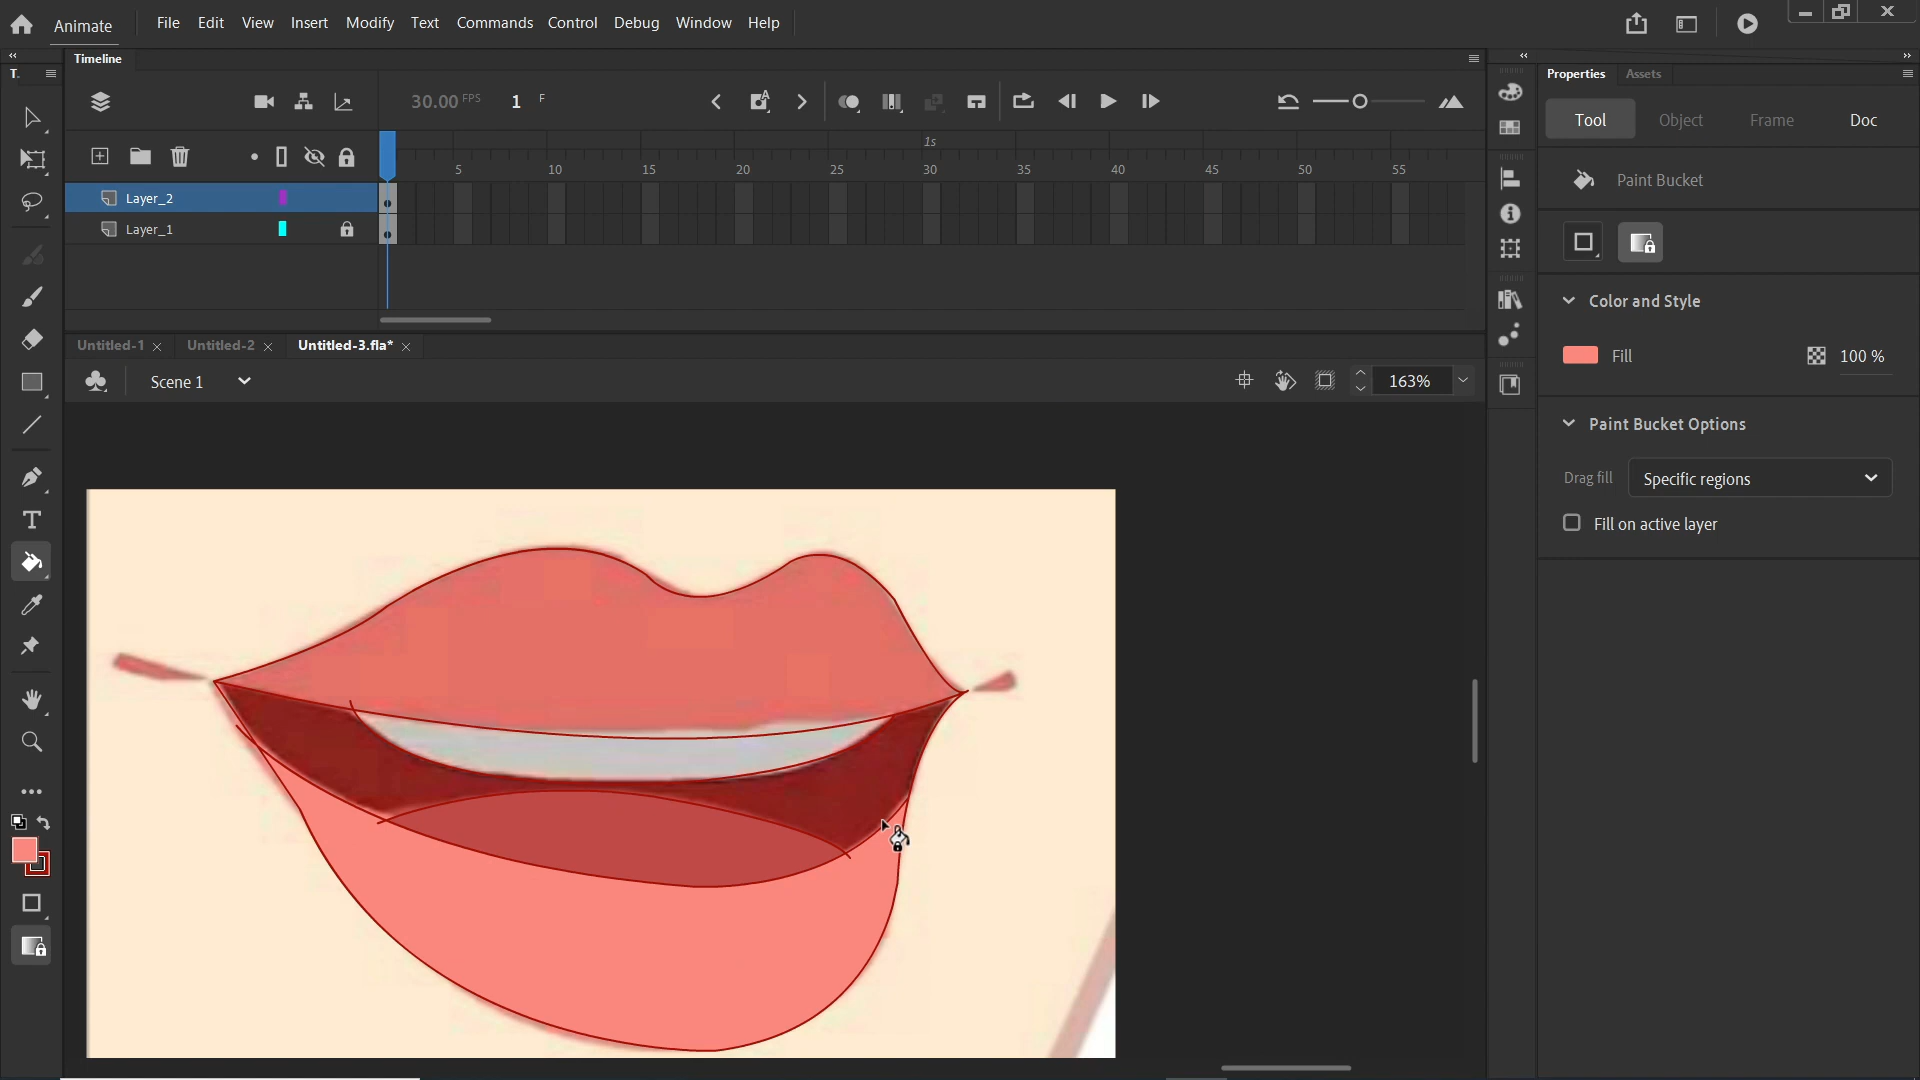 Animate File Edit View Insert Modify Text Commands Control Debug Window Help
T.
Timeline
Properties Assets
30.00 FPS 1 F
Tool Object Frame Doc
1s
5 10 15 20 25 30 35 40 45 50 55
Paint Bucket
Layer_2
Layer_1
Color and Style
Untitled-1 Untitled-2 Untitled-3.fla*
Fill 100 %
Scene 1 163%
Paint Bucket Options
Drag fill Specific regions
Fill on active layer